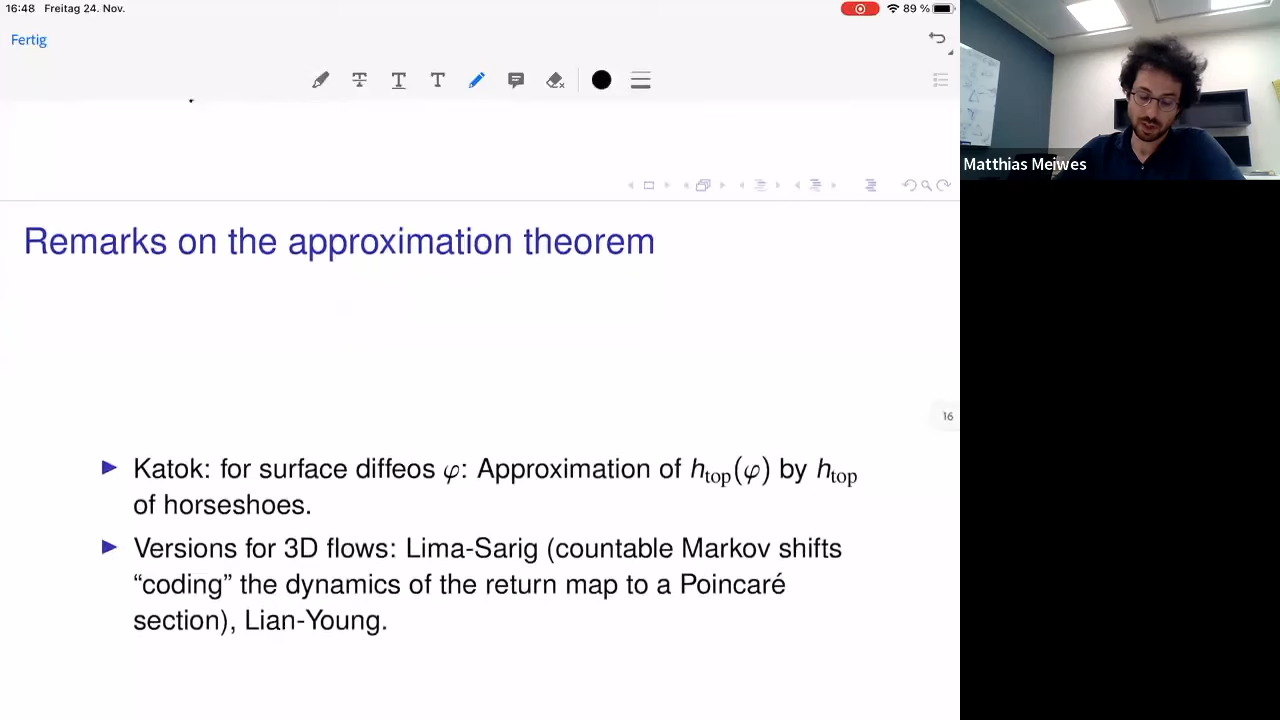 16:48 Freitag 24. Nov.
89 %
Fertig
T T T
Matthias Meiwes
Remarks on the approximation theorem
16
Katok: for surface diffeos φ: Approximation of h_top(φ) by h_top
of horseshoes.
Versions for 3D flows: Lima-Sarig (countable Markov shifts
“coding” the dynamics of the return map to a Poincaré
section), Lian-Young.